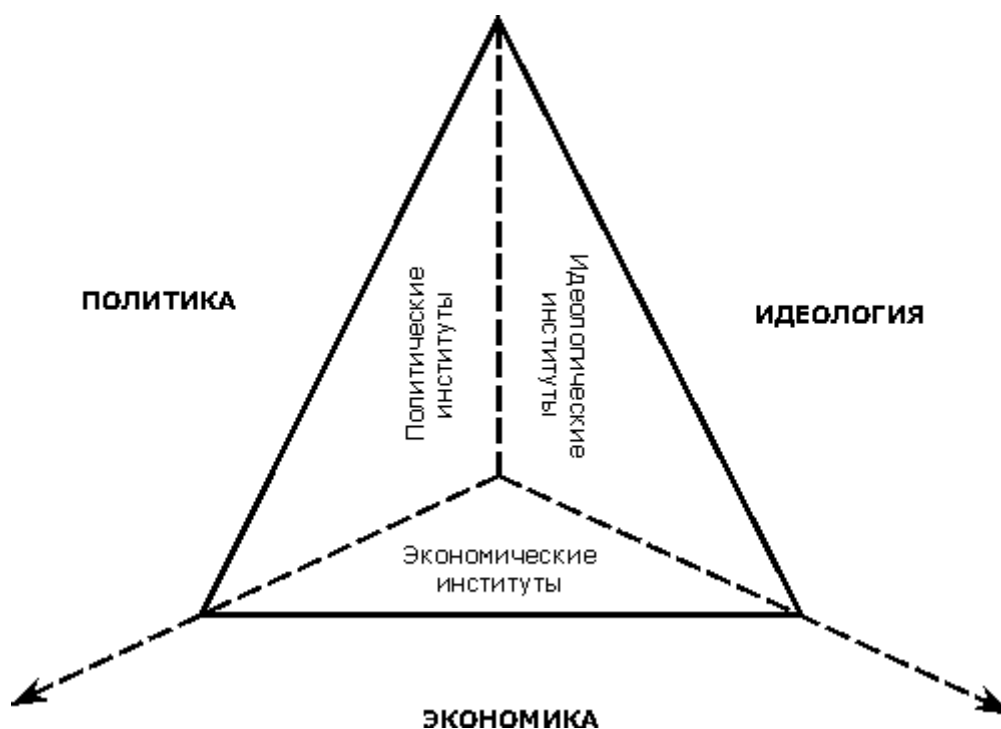 ПОЛИТИКА
Политические
институты
Идеологические
институты
ИДЕОЛОГИЯ
Экономические
институты
ЭКОНОМИКА